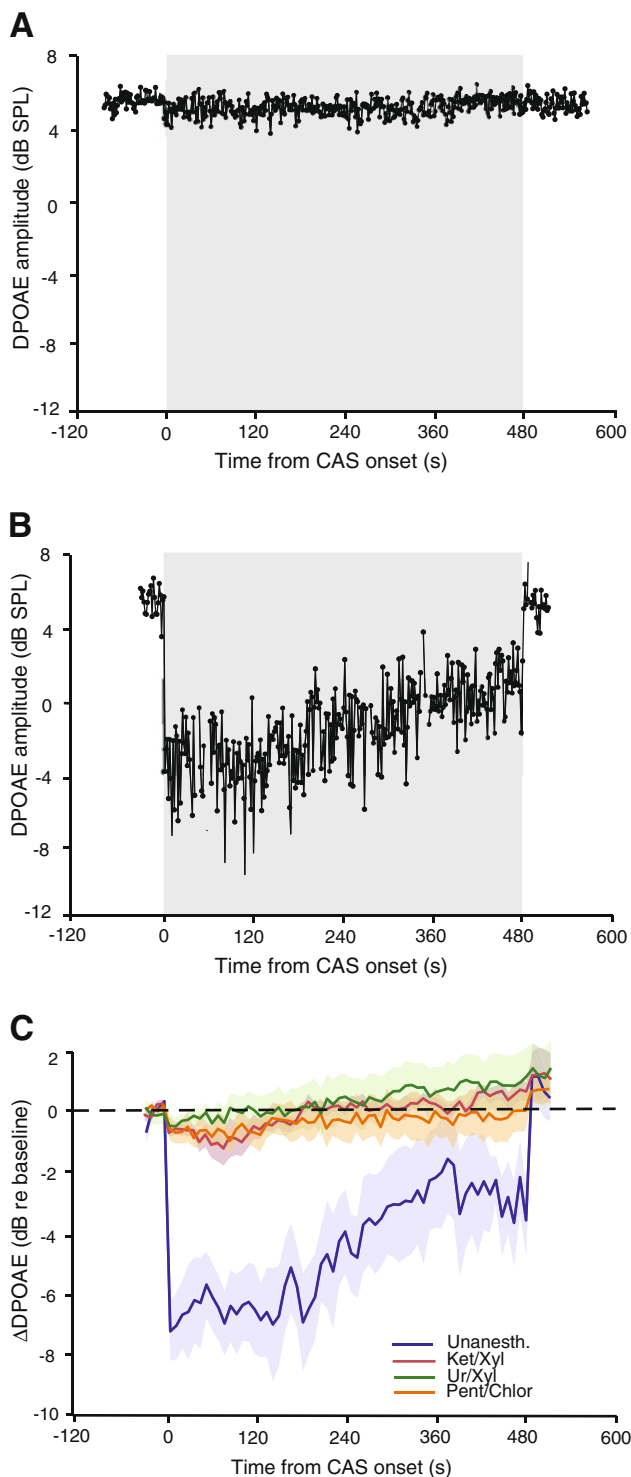 A
DPOAE amplitude (dB SPL)
8
4
0
-4
-8
-12
-120 0 120 240 360 480 600
Time from CAS onset (s)
B
DPOAE amplitude (dB SPL)
8
4
0
-4
-8
-12
-120 0 120 240 360 480 600
Time from CAS onset (s)
C
ΔDPOAE (dB re baseline)
2
0
-2
-4
-6
-8
-10
Unanesth.
Ket/Xyl
Ur/Xyl
Pent/Chlor
-120 0 120 240 360 480 600
Time from CAS onset (s)